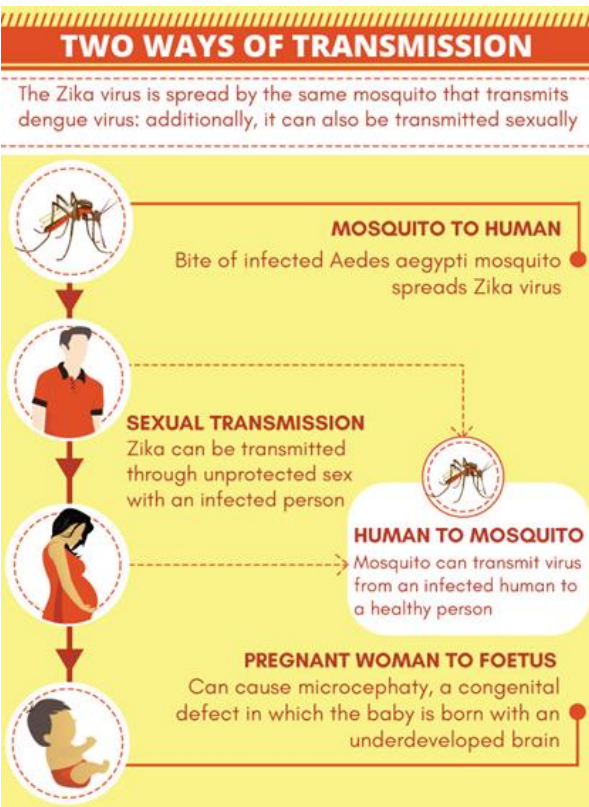 TWO WAYS OF TRANSMISSION
The Zika virus is spread by the same mosquito that transmits
dengue virus: additionally, it can also be transmitted sexually
MOSQUITO TO HUMAN
Bite of infected Aedes aegypti mosquito
spreads Zika virus
SEXUAL TRANSMISSION
Zika can be transmitted
through unprotected sex
with an infected person
HUMAN TO MOSQUITO
Mosquito can transmit virus
from an infected human to
a healthy person
PREGNANT WOMAN TO FOETUS
Can cause microcephaty, a congenital
defect in which the baby is born with an
underdeveloped brain